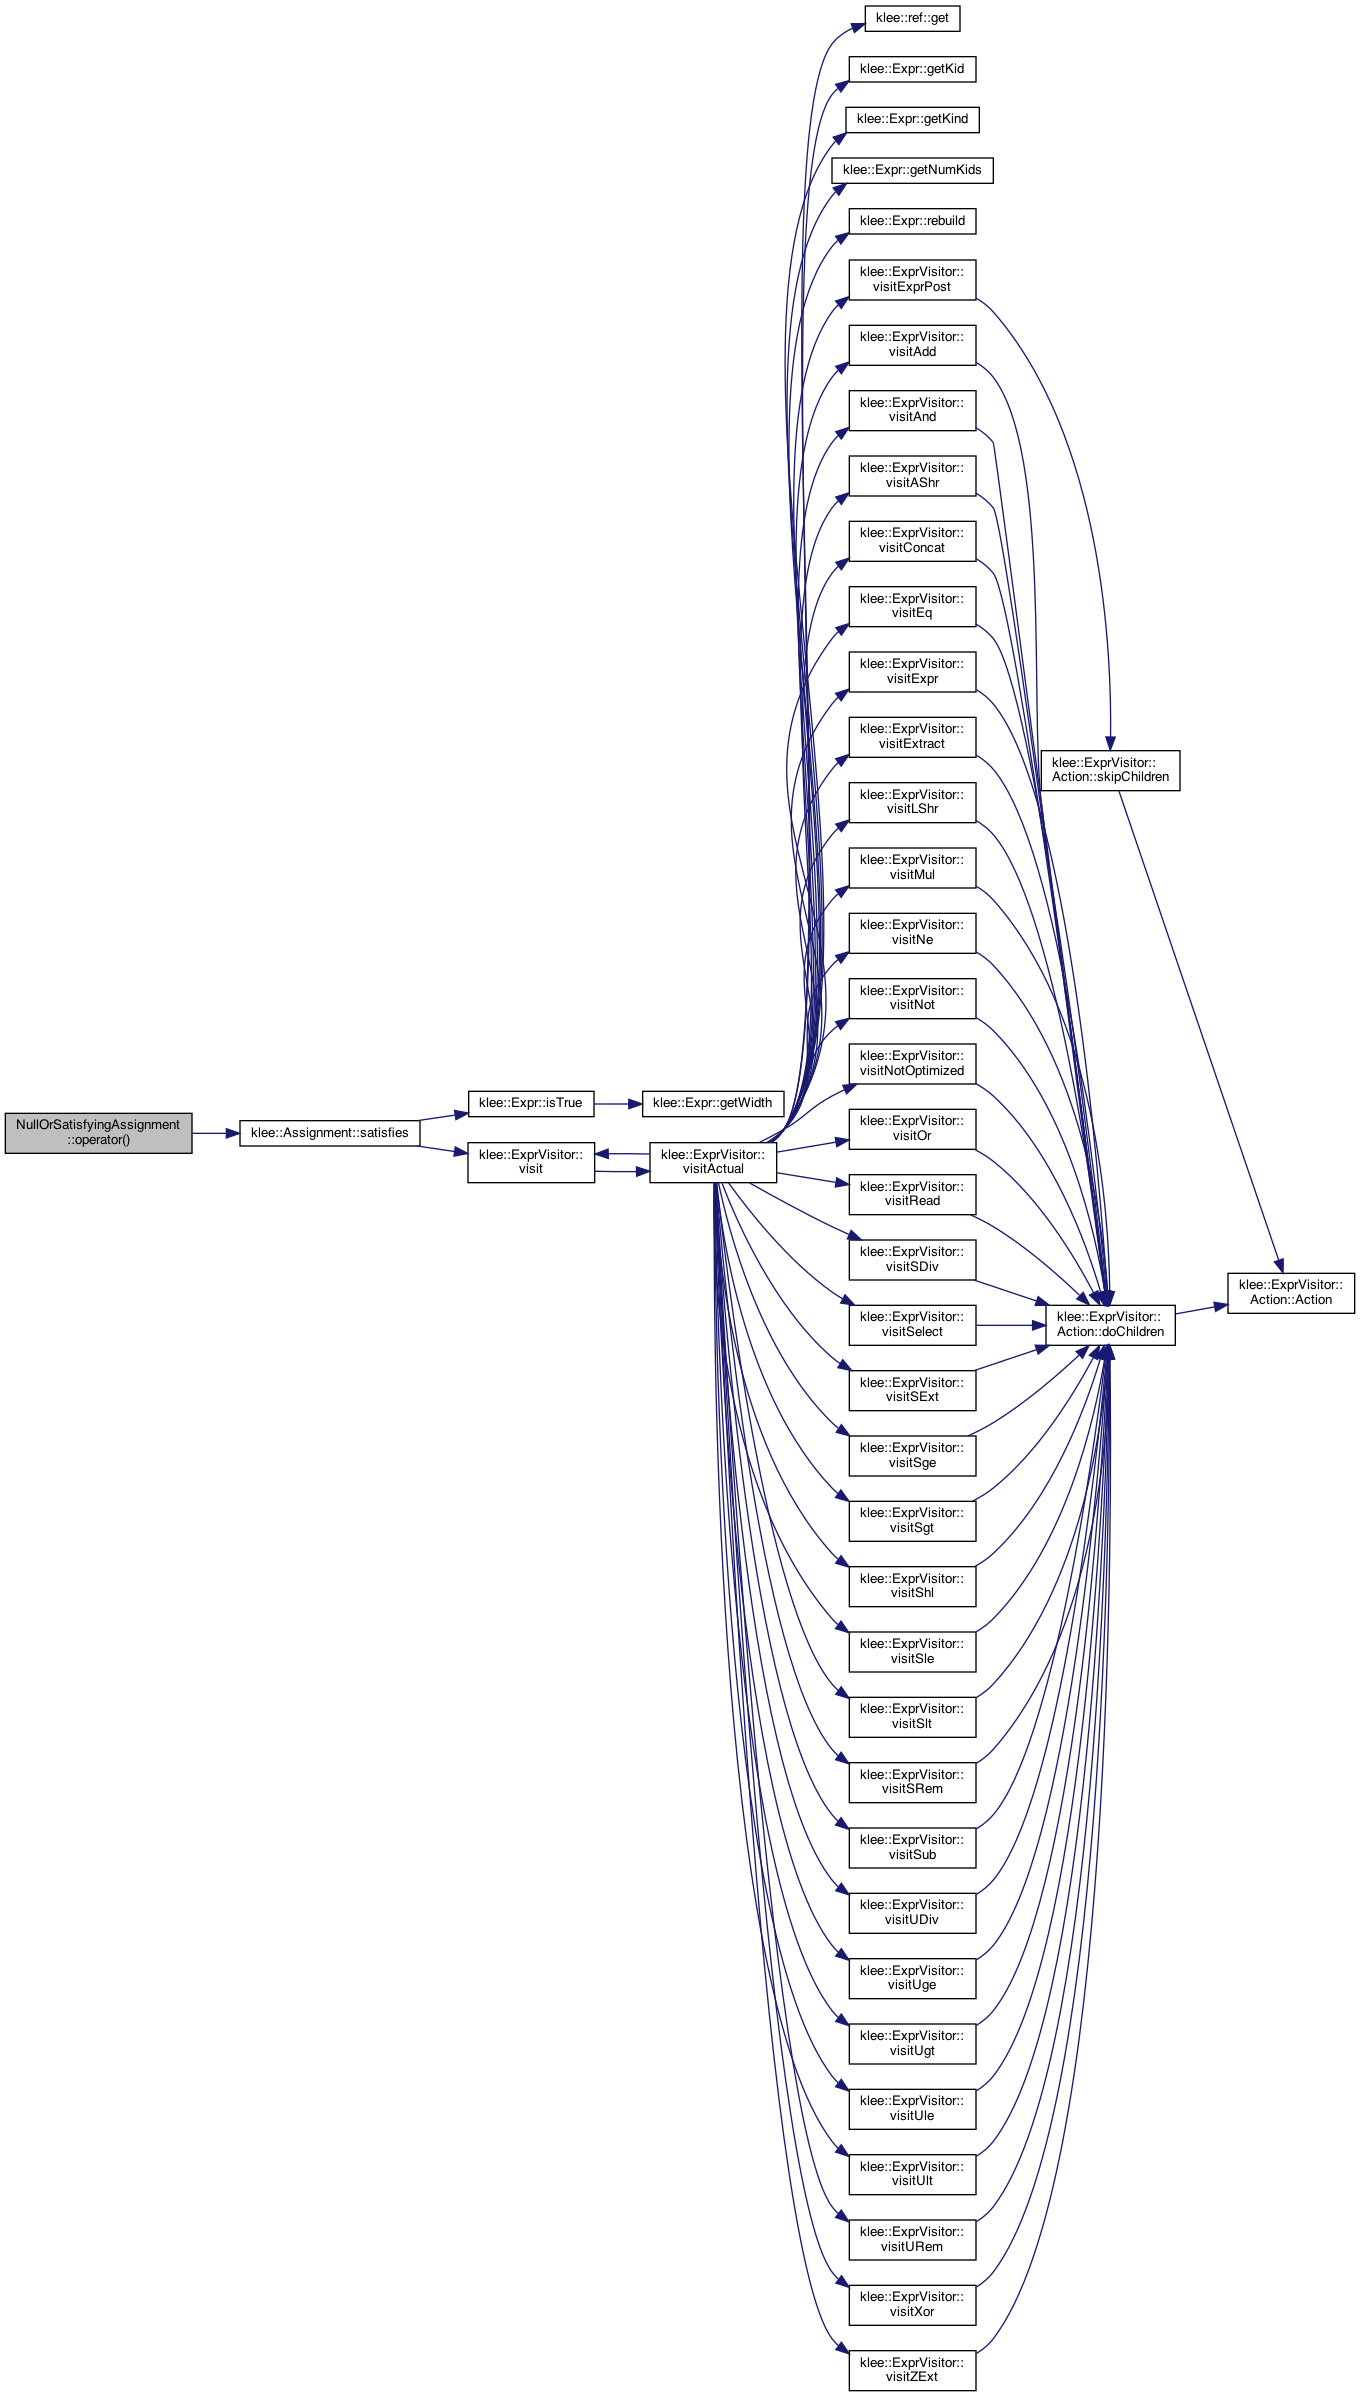 NullOrSatisfyingAssignment
::operator()
klee::Assignment::satisfies
klee::Expr::isTrue
klee::ExprVisitor::
visit
klee::Expr::getWidth
klee::ExprVisitor::
visitActual
klee::ref::get
klee::Expr::getKid
klee::Expr::getKind
klee::Expr::getNumKids
klee::Expr::rebuild
klee::ExprVisitor::
visitExprPost
klee::ExprVisitor::
visitAdd
klee::ExprVisitor::
visitAnd
klee::ExprVisitor::
visitAShr
klee::ExprVisitor::
visitConcat
klee::ExprVisitor::
visitEq
klee::ExprVisitor::
visitExpr
klee::ExprVisitor::
visitExtract
klee::ExprVisitor::
visitLShr
klee::ExprVisitor::
visitMul
klee::ExprVisitor::
visitNe
klee::ExprVisitor::
visitNot
klee::ExprVisitor::
visitNotOptimized
klee::ExprVisitor::
visitOr
klee::ExprVisitor::
visitRead
klee::ExprVisitor::
visitSDiv
klee::ExprVisitor::
visitSelect
klee::ExprVisitor::
visitSExt
klee::ExprVisitor::
visitSge
klee::ExprVisitor::
visitSgt
klee::ExprVisitor::
visitShl
klee::ExprVisitor::
visitSle
klee::ExprVisitor::
visitSlt
klee::ExprVisitor::
visitSRem
klee::ExprVisitor::
visitSub
klee::ExprVisitor::
visitUDiv
klee::ExprVisitor::
visitUge
klee::ExprVisitor::
visitUgt
klee::ExprVisitor::
visitUle
klee::ExprVisitor::
visitUlt
klee::ExprVisitor::
visitURem
klee::ExprVisitor::
visitXor
klee::ExprVisitor::
visitZExt
klee::ExprVisitor::
Action::skipChildren
klee::ExprVisitor::
Action::doChildren
klee::ExprVisitor::
Action::Action